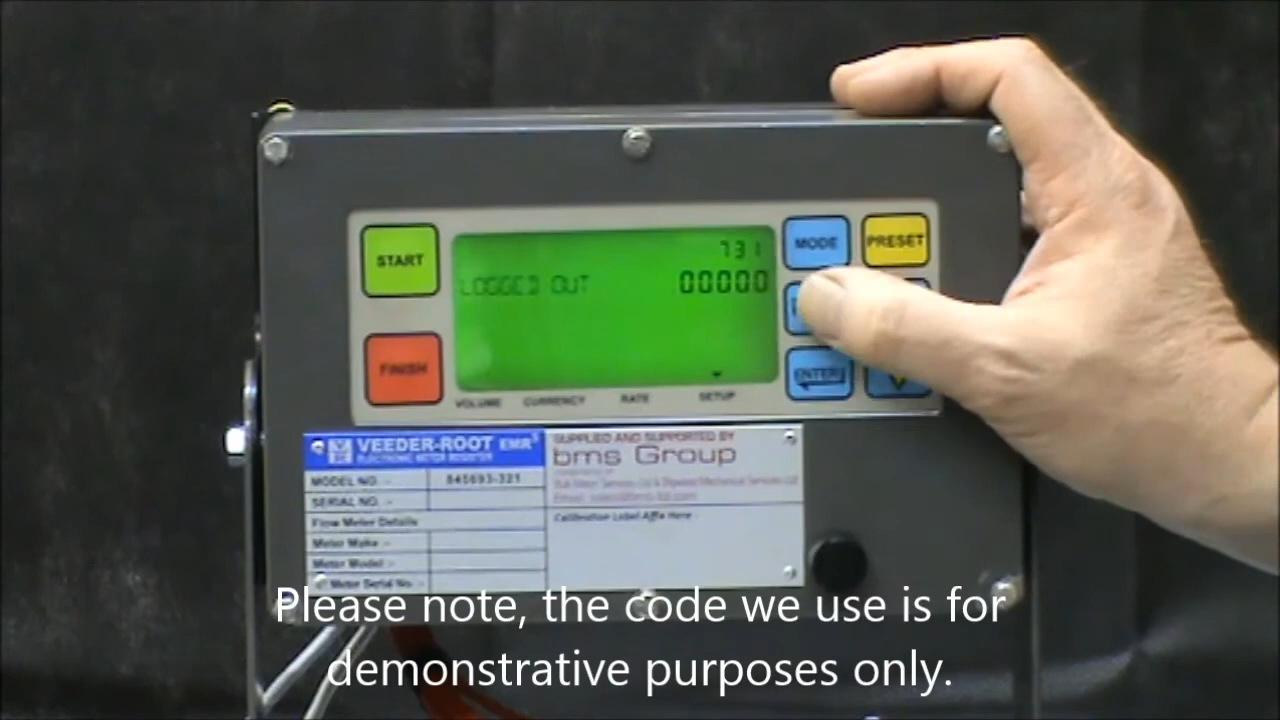 START
FINISH
731
LOGGED OUT 00000
MODE
PRESET
ENTER
VOLUME CURRENCY RATE SETUP
VEEDER-ROOT EMR³
ELECTRONIC METER REGISTER
MODEL NO. :- 845693-321
SERIAL NO. :-
Flow Meter Details
Meter Make :-
Meter Model :-
Meter Serial No. :-
SUPPLIED AND SUPPORTED BY
bms Group
Calibration Label Affix Here
Please note, the code we use is for
demonstrative purposes only.